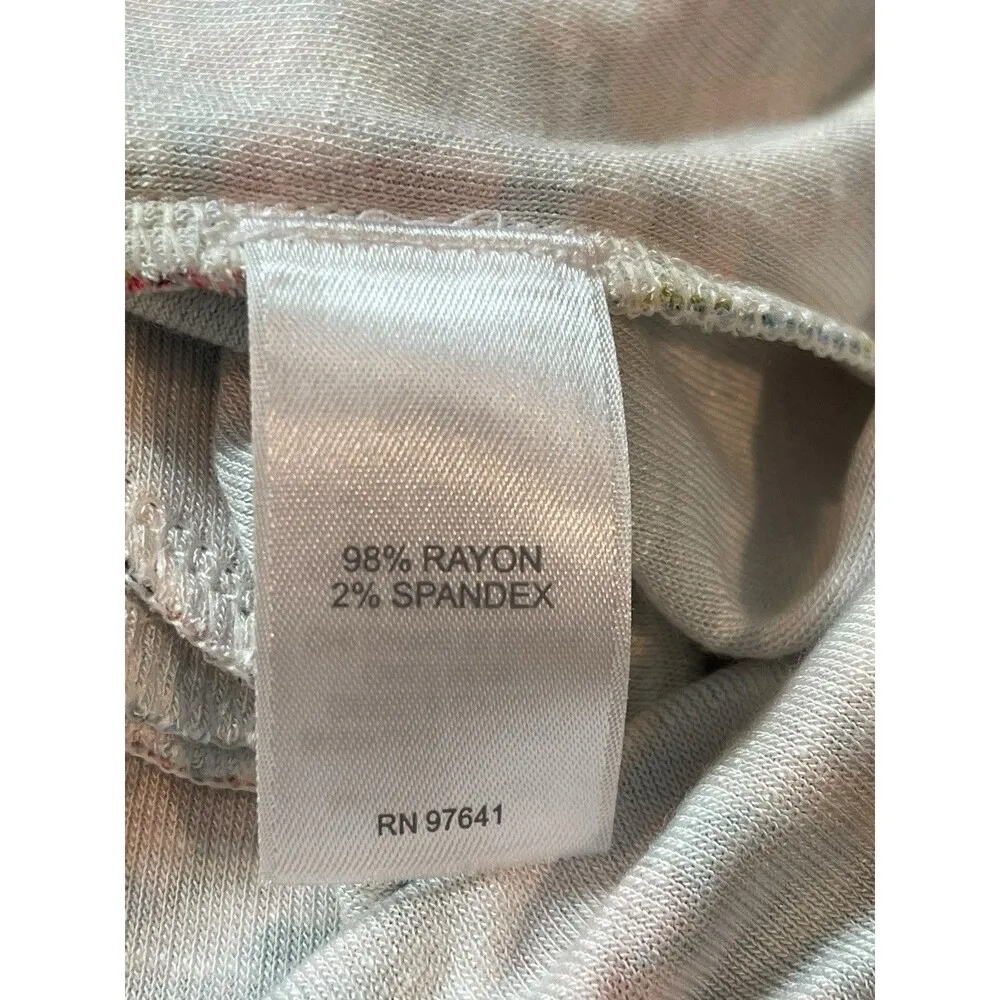 98% RAYON
2% SPANDEX
RN 97641